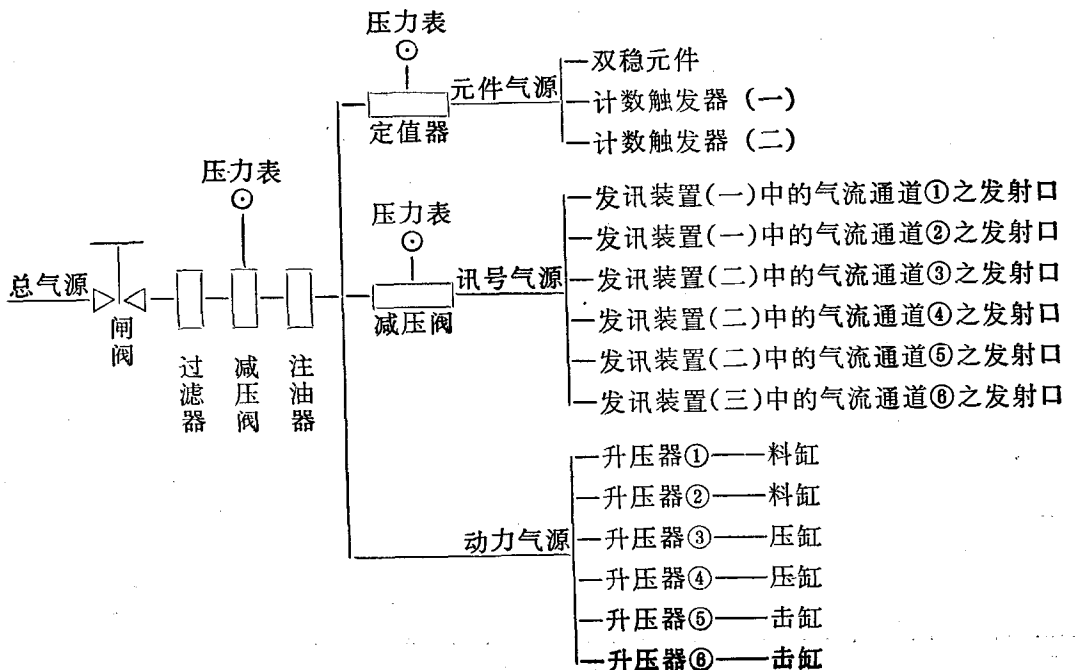 压力表
元件气源
定值器
双稳元件
计数触发器（一）
计数触发器（二）
压力表
压力表
总气源
闸阀
过滤器
减压阀
注油器
讯号气源
减压阀
发讯装置(一)中的气流通道①之发射口
发讯装置(一)中的气流通道②之发射口
发讯装置(二)中的气流通道③之发射口
发讯装置(二)中的气流通道④之发射口
发讯装置(二)中的气流通道⑤之发射口
发讯装置(三)中的气流通道⑥之发射口
动力气源
升压器①——料缸
升压器②——料缸
升压器③——压缸
升压器④——压缸
升压器⑤——击缸
升压器⑥——击缸